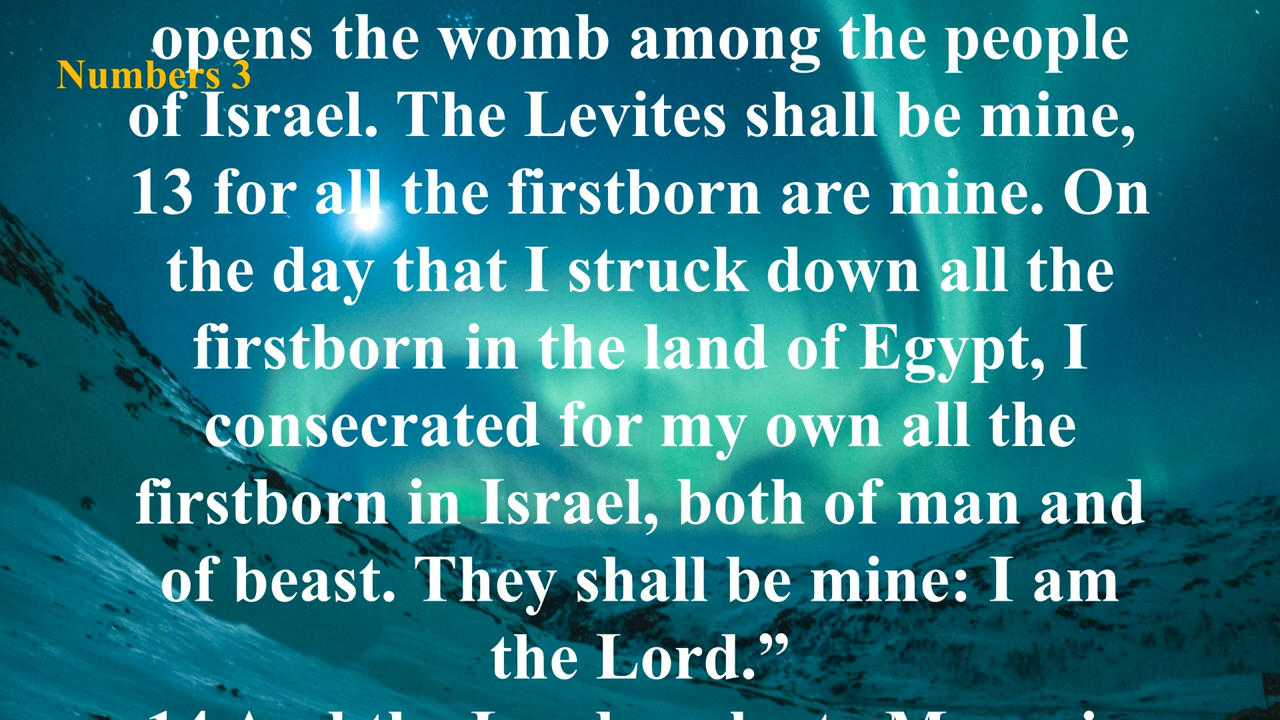 opens the womb among the people
Numbers 3
of Israel. The Levites shall be mine,
13 for all the firstborn are mine. On
the day that I struck down all the
firstborn in the land of Egypt, I
consecrated for my own all the
firstborn in Israel, both of man and
of beast. They shall be mine: I am
the Lord.”